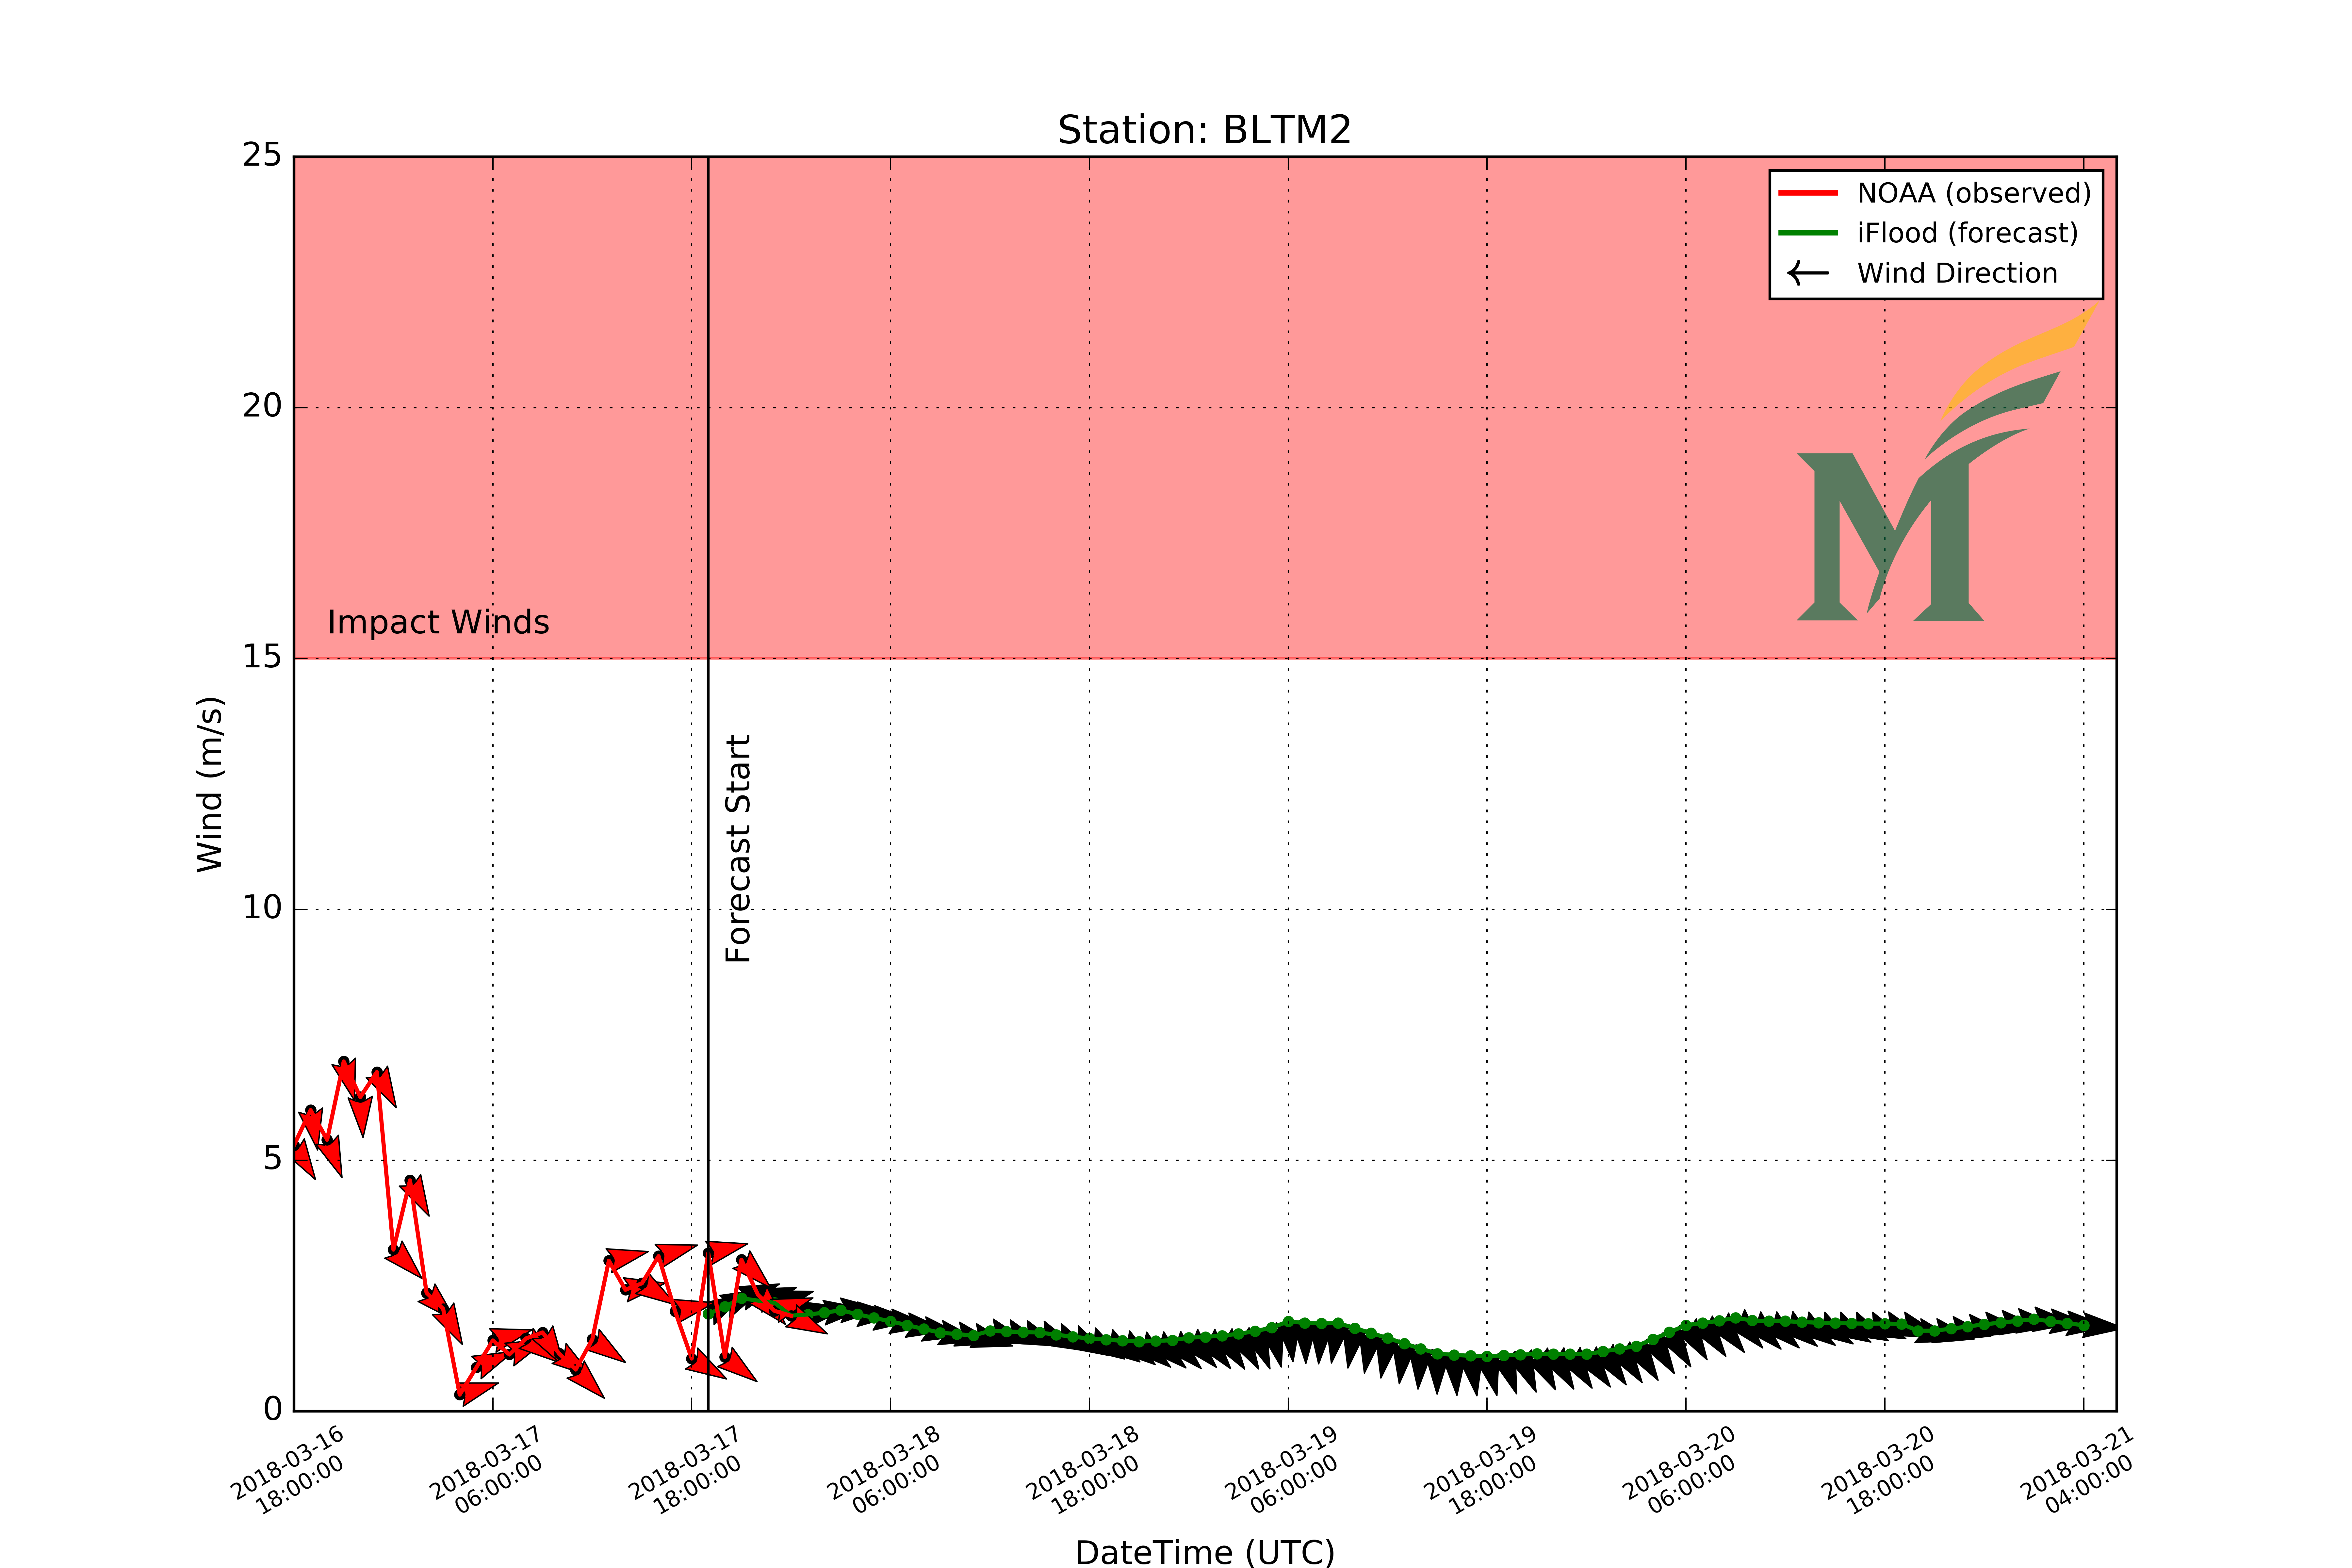 Station: BLTM2
25
20
15
10
5
0
Wind (m/s)
NOAA (observed)
iFlood (forecast)
Wind Direction
M
Impact Winds
Forecast Start
2018-03-16
18:00:00
2018-03-17
06:00:00
2018-03-17
18:00:00
2018-03-18
06:00:00
2018-03-18
18:00:00
2018-03-19
06:00:00
2018-03-19
18:00:00
2018-03-20
06:00:00
2018-03-20
18:00:00
2018-03-21
04:00:00
DateTime (UTC)